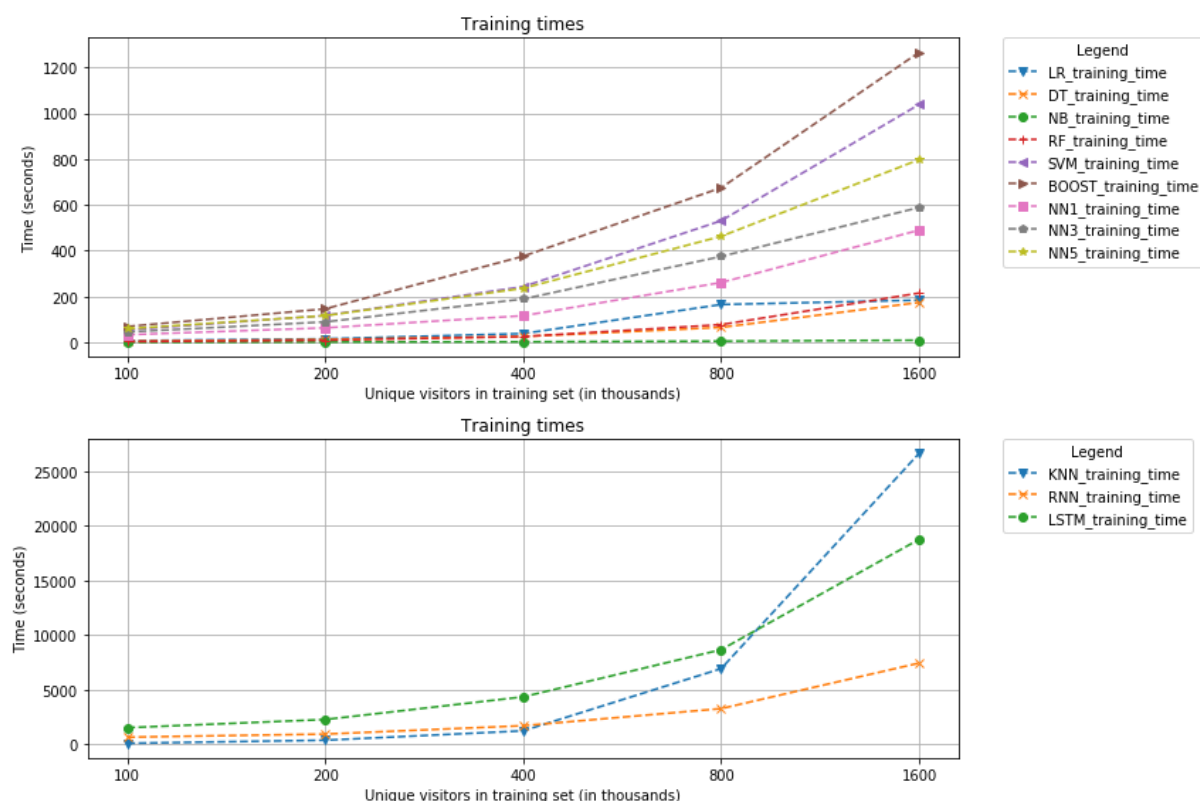 Training times
Time (seconds)
1200
1000
800
600
400
200
0
100 200 400 800 1600
Unique visitors in training set (in thousands)
Legend
LR_training_time
DT_training_time
NB_training_time
RF_training_time
SVM_training_time
BOOST_training_time
NN1_training_time
NN3_training_time
NN5_training_time
Training times
Time (seconds)
25000
20000
15000
10000
5000
0
100 200 400 800 1600
Unique visitors in training set (in thousands)
Legend
KNN_training_time
RNN_training_time
LSTM_training_time